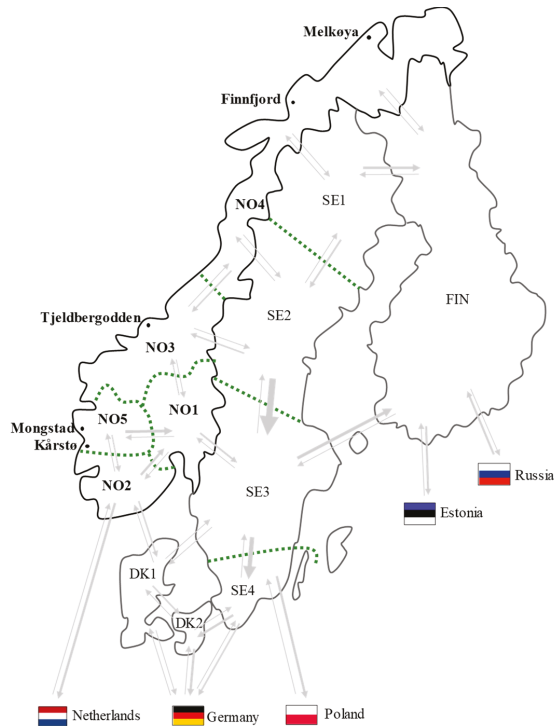 Melkøya
Finnfjord
NO4
SE1
FIN
SE2
Tjeldbergodden
NO3
NO1
NO5
Mongstad
Kårstø
NO2
SE3
Russia
Estonia
DK1
SE4
DK2
Netherlands
Germany
Poland